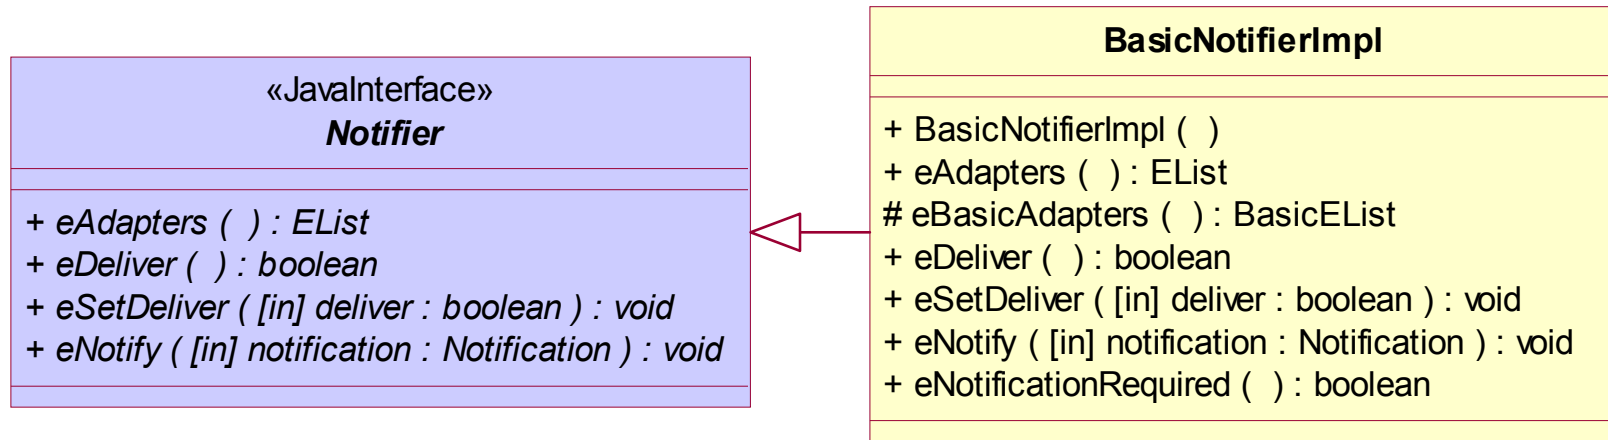 «JavaInterface»
Notifier
+ eAdapters ( ) : EList
+ eDeliver ( ) : boolean
+ eSetDeliver ( [in] deliver : boolean ) : void
+ eNotify ( [in] notification : Notification ) : void
BasicNotifierImpl
+ BasicNotifierImpl ( )
+ eAdapters ( ) : EList
# eBasicAdapters ( ) : BasicEList
+ eDeliver ( ) : boolean
+ eSetDeliver ( [in] deliver : boolean ) : void
+ eNotify ( [in] notification : Notification ) : void
+ eNotificationRequired ( ) : boolean